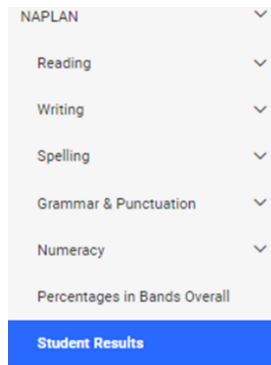 NAPLAN
Reading
Writing
Spelling
Grammar & Punctuation
Numeracy
Percentages in Bands Overall
Student Results